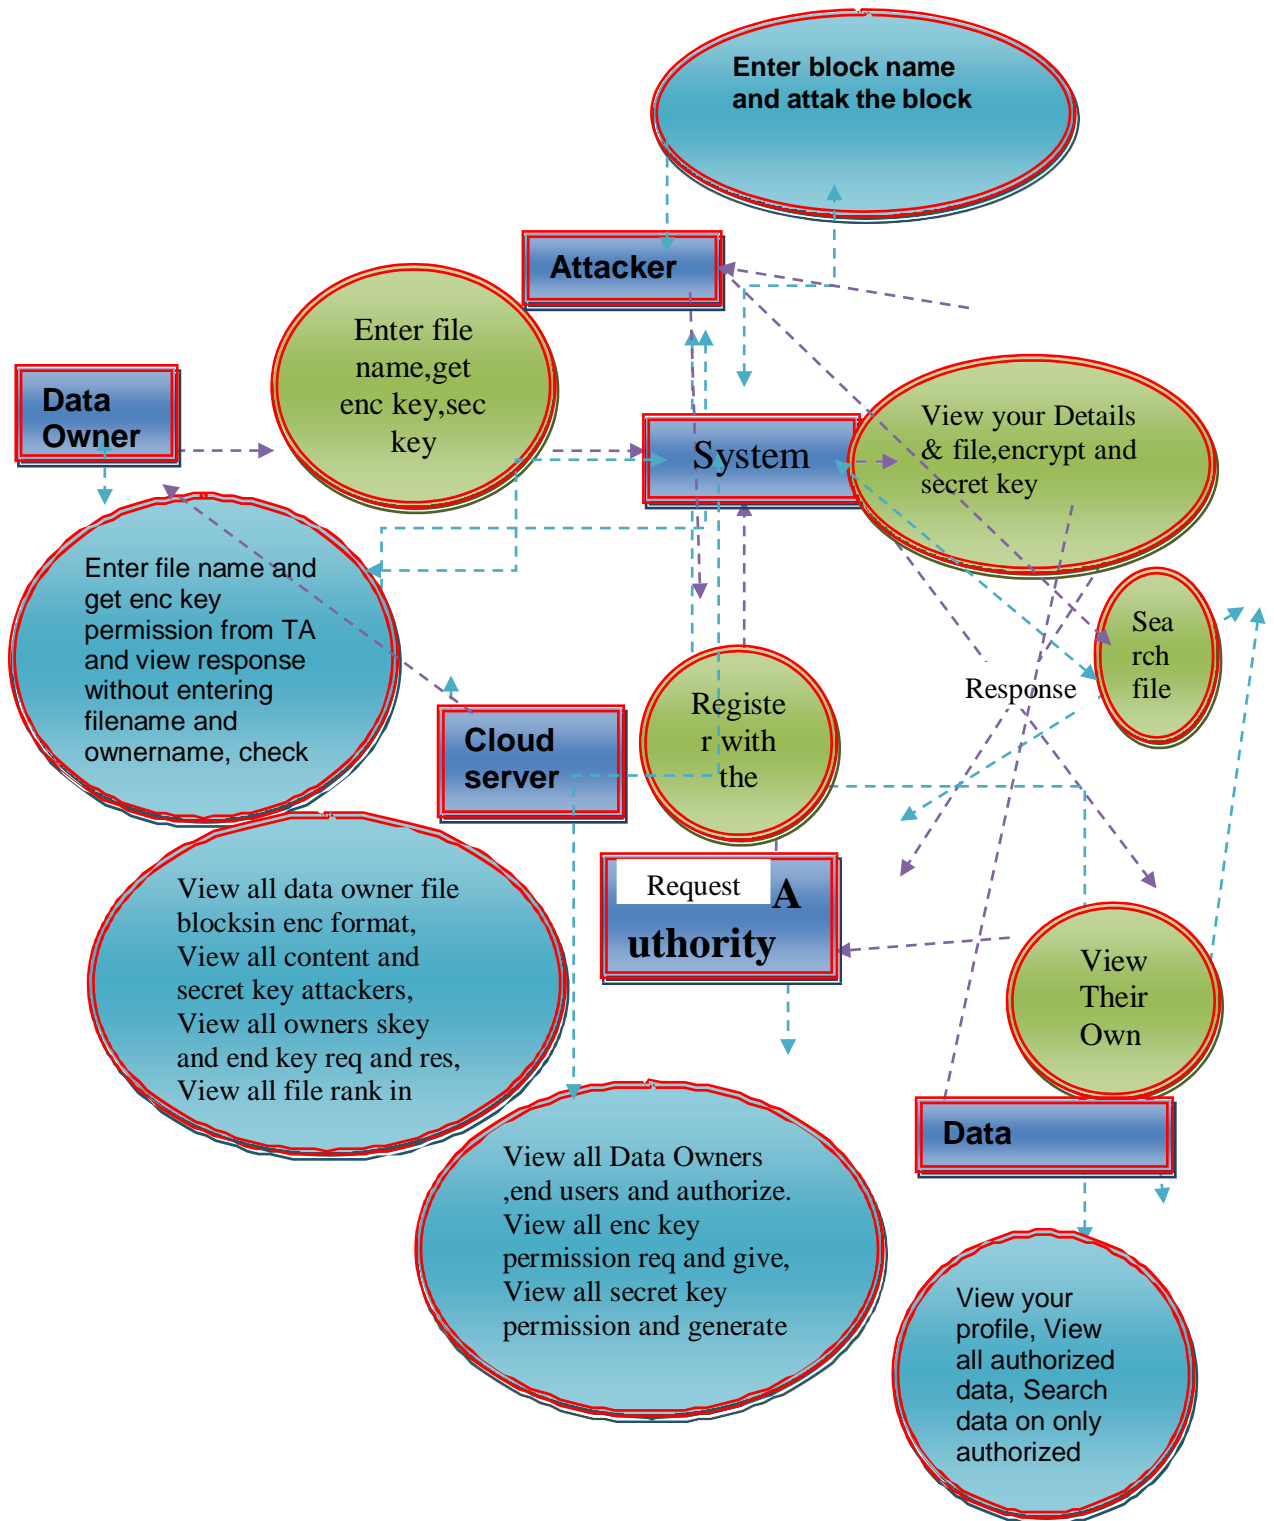 Enter block name
and attak the block
Attacker
Enter file
name,get
enc key,sec
key
Data
Owner
System
View your Details
& file,encrypt and
secret key
Enter file name and
get enc key
permission from TA
and view response
without entering
filename and
ownername, check
Sea
rch
file
Response
Registe
r with
the
Cloud
server
Request
A
uthority
View all data owner file
blocksin enc format,
View all content and
secret key attackers,
View all owners skey
and end key req and res,
View all file rank in
View
Their
Own
Data
View all Data Owners
,end users and authorize.
View all enc key
permission req and give,
View all secret key
permission and generate
View your
profile, View
all authorized
data, Search
data on only
authorized